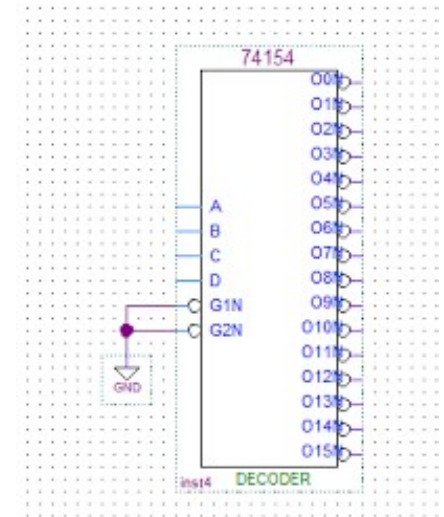 74154
O0N
O1N
O2N
O3N
O4N
A O5N
B O6N
C O7N
D O8N
G1N O9N
G2N O10N
O11N
GND O12N
O13N
O14N
O15N
inst4 DECODER